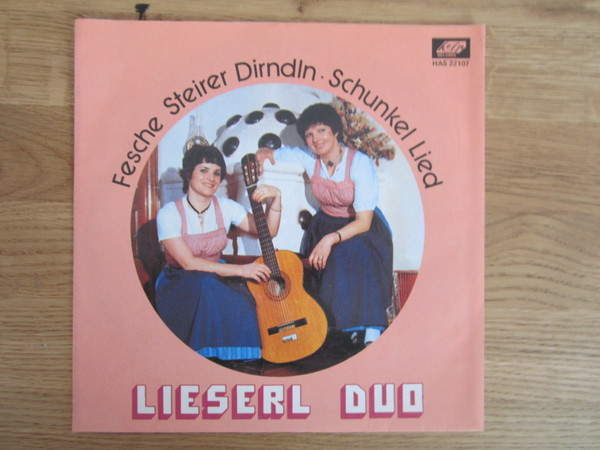 HAS 22107
Fesche Steirer Dirndln · Schunkel Lied
LIESERL DUO